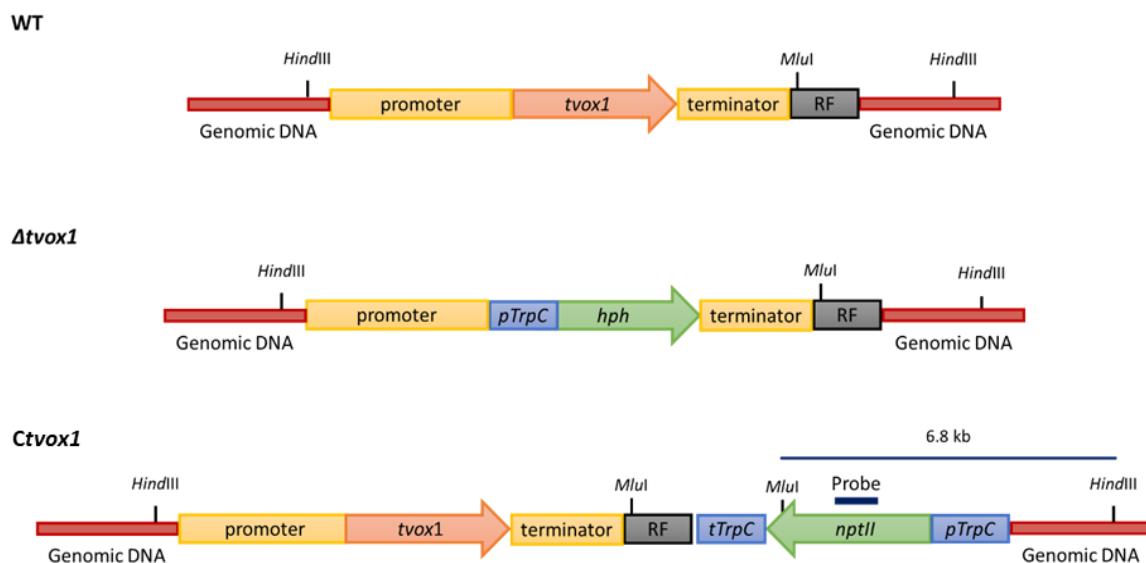 WT
HindIII
MluI
HindIII
promoter
tvox1
terminator
RF
Genomic DNA
Genomic DNA
Δtvox1
HindIII
MluI
HindIII
promoter
pTrpC
hph
terminator
RF
Genomic DNA
Genomic DNA
Ctvox1
6.8 kb
HindIII
MluI
MluI
Probe
HindIII
promoter
tvox1
terminator
RF
tTrpC
nptII
pTrpC
Genomic DNA
Genomic DNA